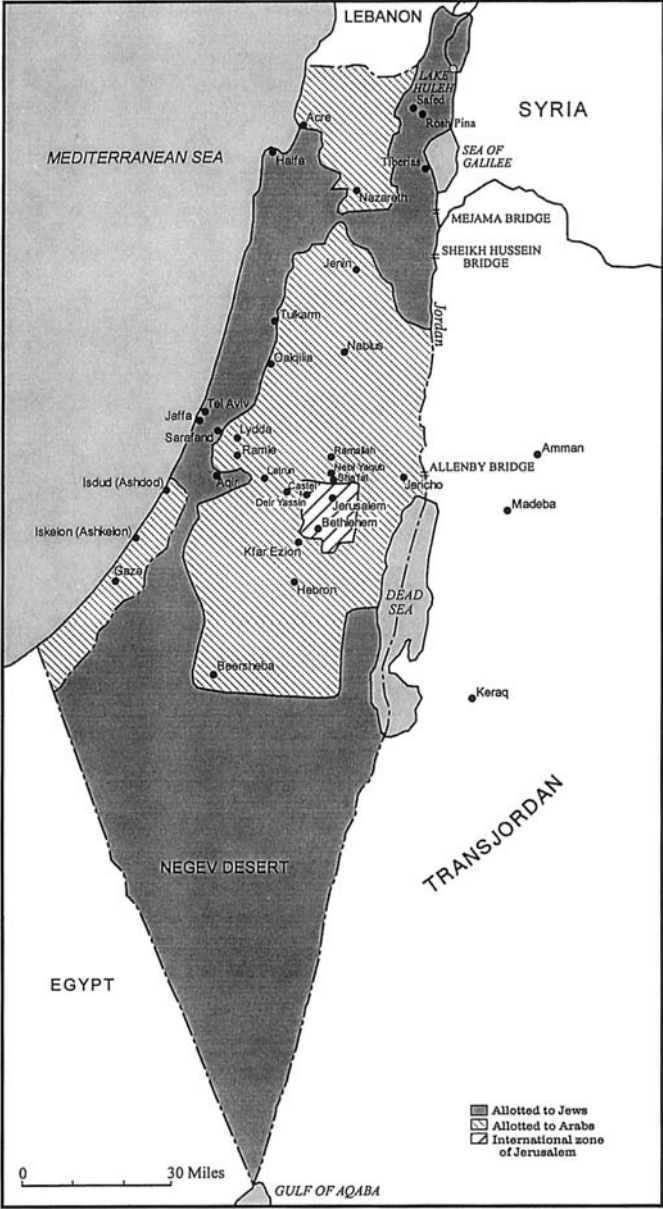 LEBANON
LAKE
HULEH
Safed
Rosh Pina
SYRIA
Acre
MEDITERRANEAN SEA
Haifa
SEA OF
GALILEE
Tiberias
Nazareth
MEJAMA BRIDGE
SHEIKH HUSSEIN
BRIDGE
Jenin
Jordan
Tulkarm
Nablus
Qalqilia
Tel Aviv
Jaffa
Sarafand
Lydda
Ramle
Ramallah
Amman
Nebi Yaqub
Sha'fat
ALLENBY BRIDGE
Jericho
Aqir
Latrun
Castel
Isdud (Ashdod)
Deir Yassin
Jerusalem
Madeba
Bethlehem
Iskelon (Ashkelon)
Kfar Ezion
Gaza
Hebron
DEAD
SEA
Beersheba
Keraq
TRANSJORDAN
NEGEV DESERT
EGYPT
Allotted to Jews
Allotted to Arabs
International zone
of Jerusalem
0 30 Miles
GULF OF AQABA